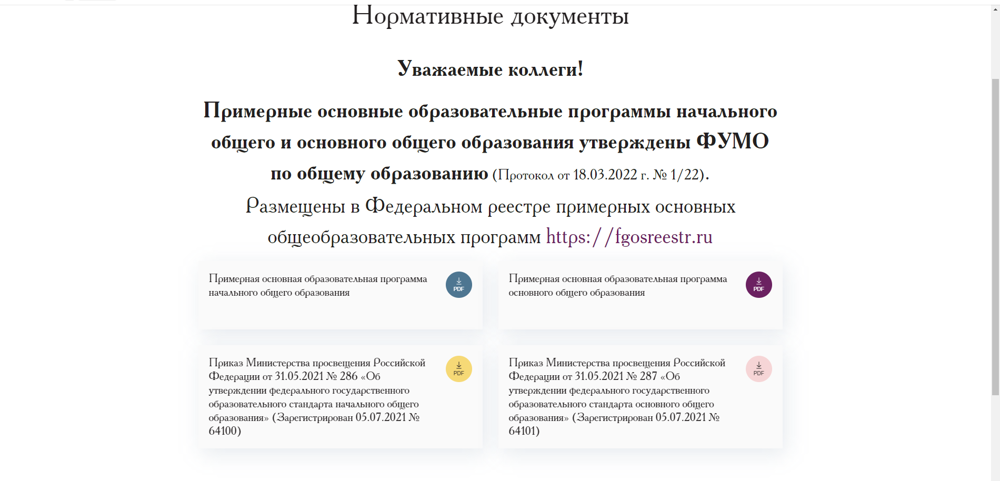 Нормативные документы
Уважаемые коллеги!
Примерные основные образовательные программы начального
общего и основного общего образования утверждены ФУМО
по общему образованию (Протокол от 18.03.2022 г. № 1/22).
Размещены в Федеральном реестре примерных основных
общеобразовательных программ https://fgosreestr.ru
Примерная основная образовательная программа
начального общего образования
PDF
Примерная основная образовательная программа
основного общего образования
PDF
Приказ Министерства просвещения Российской
Федерации от 31.05.2021 № 286 «Об
утверждении федерального государственного
образовательного стандарта начального общего
образования» (Зарегистрирован 05.07.2021 №
64100)
PDF
Приказ Министерства просвещения Российской
Федерации от 31.05.2021 № 287 «Об
утверждении федерального государственного
образовательного стандарта основного общего
образования» (Зарегистрирован 05.07.2021 №
64101)
PDF